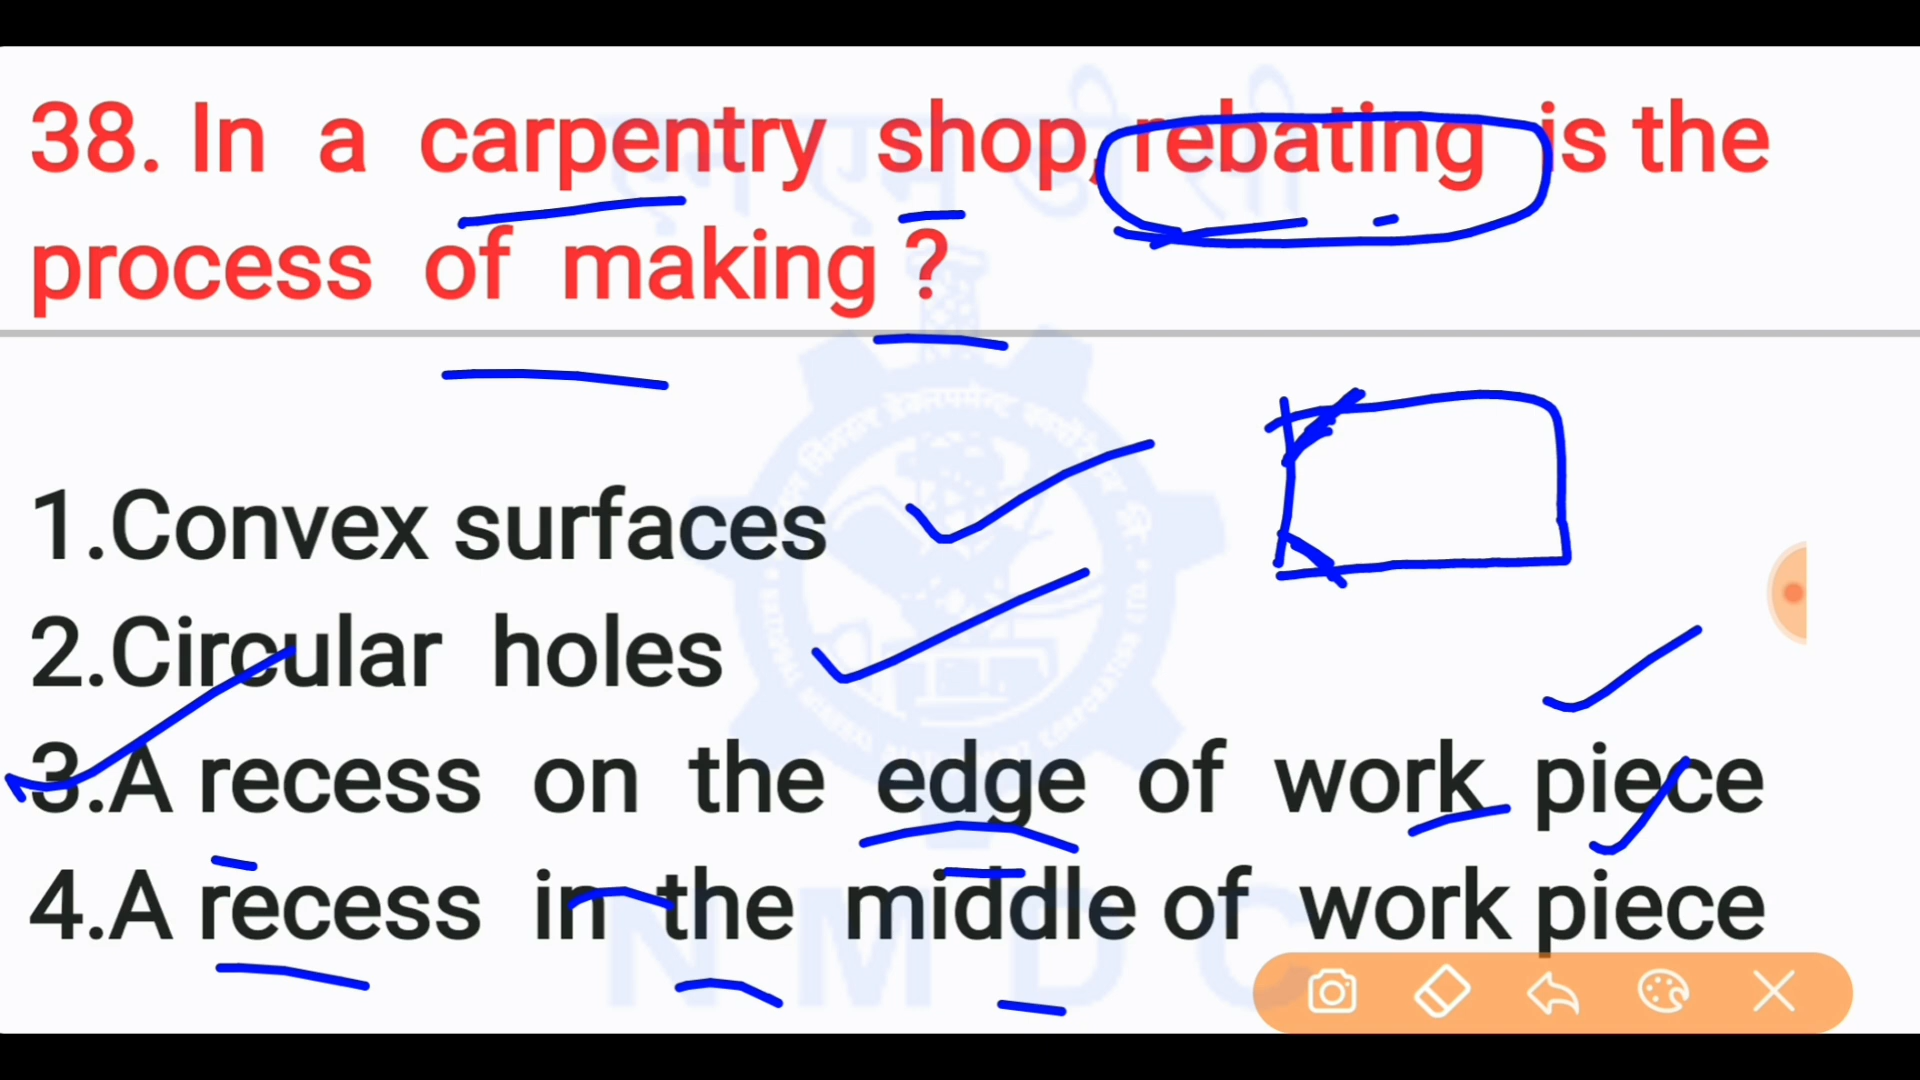 38. In a carpentry shop, rebating is the
process of making ?
1.Convex surfaces
2.Circular holes
3.A recess on the edge of work piece
4.A recess in the middle of work piece
NMDC